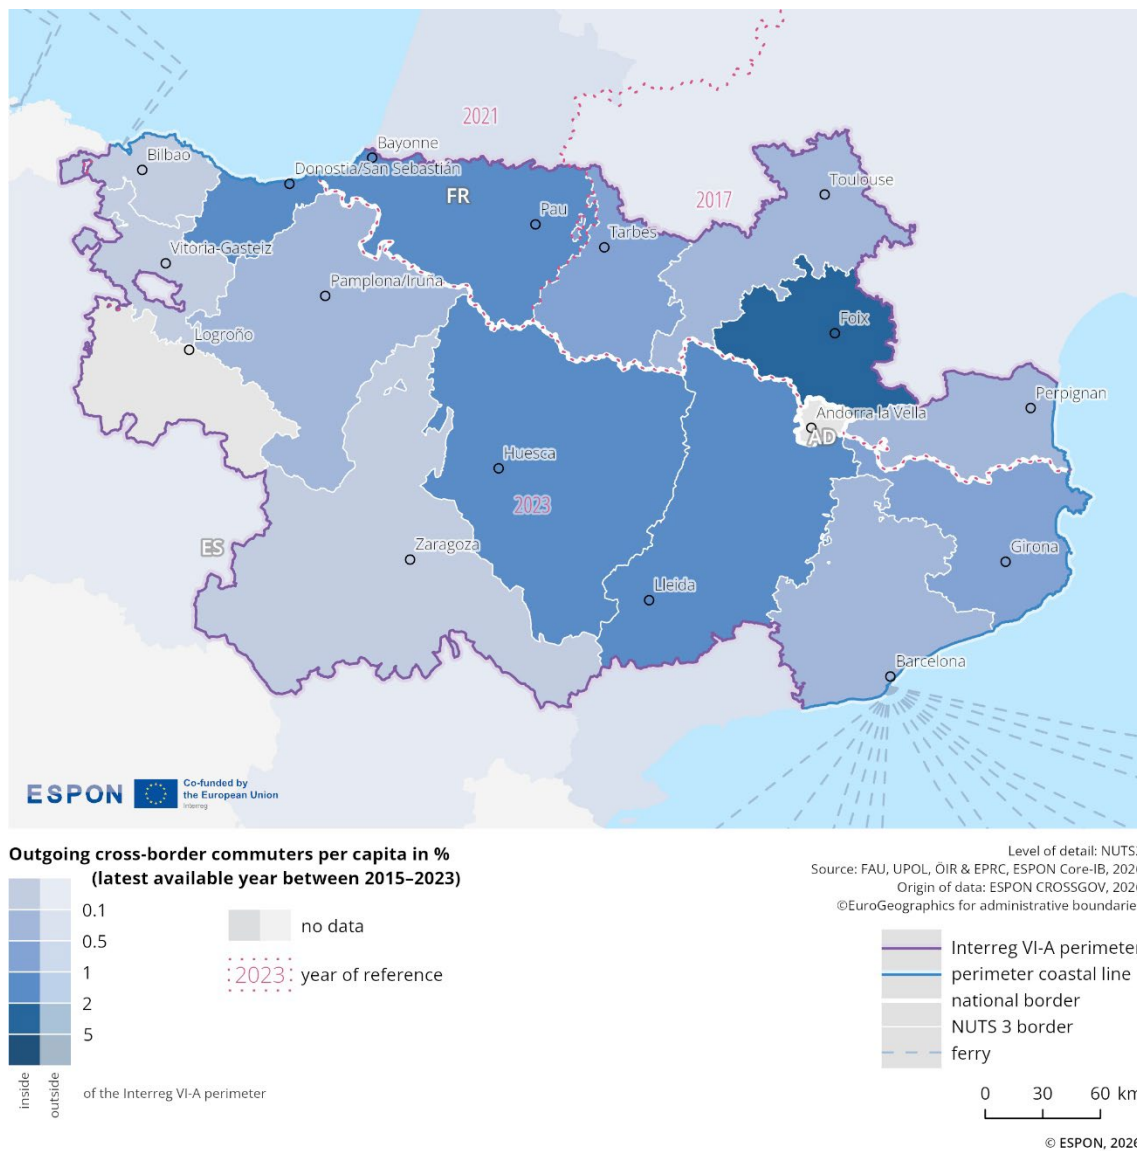 2021
Bayonne
Bilbao
Donostia/San Sebastián
FR
Toulouse
2017
Pau
Tarbes
Vitoria-Gasteiz
Pamplona/Iruña
Foix
Logroño
Perpignan
Andorra la Vella
AD
Huesca
2023
ES
Zaragoza
Girona
Lleida
Barcelona
ESPON
Co-funded by
the European Union
Interreg
Outgoing cross-border commuters per capita in %
(latest available year between 2015–2023)
0.1
0.5
1
2
5
no data
2023
year of reference
inside
outside
of the Interreg VI-A perimeter
Level of detail: NUTS
Source: FAU, UPOL, ÖIR & EPRC, ESPON Core-IB, 202
Origin of data: ESPON CROSSGOV, 202
©EuroGeographics for administrative boundarie
Interreg VI-A perimeter
perimeter coastal line
national border
NUTS 3 border
ferry
0 30 60 km
© ESPON, 2026